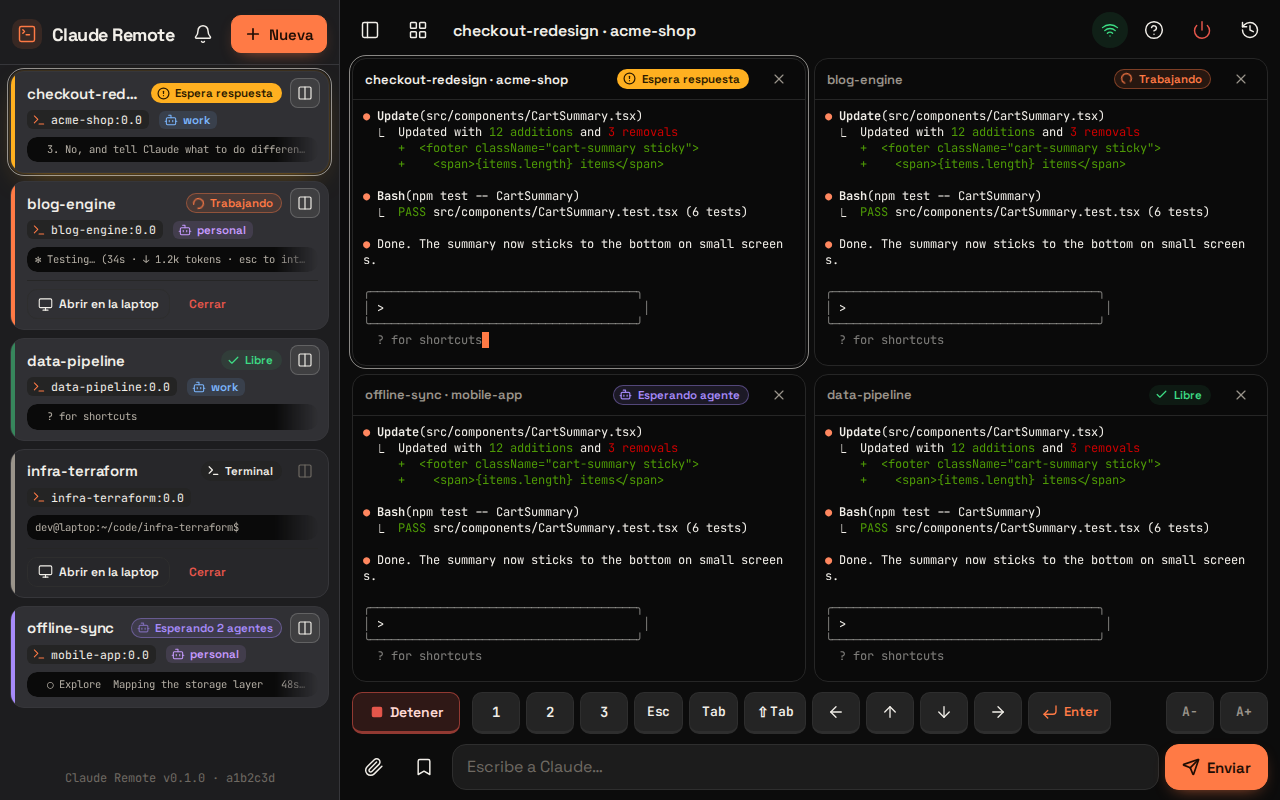 Claude Remote
Nueva
checkout-red…
Espera respuesta
acme-shop:0.0
work
3. No, and tell Claude what to do differen…
blog-engine
Trabajando
blog-engine:0.0
personal
✻ Testing… (34s · ↓ 1.2k tokens · esc to int…
Abrir en la laptop
Cerrar
data-pipeline
Libre
data-pipeline:0.0
work
? for shortcuts
infra-terraform
Terminal
infra-terraform:0.0
dev@laptop:~/code/infra-terraform$
Abrir en la laptop
Cerrar
offline-sync
Esperando 2 agentes
mobile-app:0.0
personal
○ Explore Mapping the storage layer 48s…
Claude Remote v0.1.0 · a1b2c3d
checkout-redesign · acme-shop
checkout-redesign · acme-shop
Espera respuesta
● Update(src/components/CartSummary.tsx)
└ Updated with 12 additions and 3 removals
+ <footer className="cart-summary sticky">
+ <span>{items.length} items</span>
● Bash(npm test -- CartSummary)
└ PASS src/components/CartSummary.test.tsx (6 tests)
● Done. The summary now sticks to the bottom on small screen
s.
>
? for shortcuts
blog-engine
Trabajando
● Update(src/components/CartSummary.tsx)
└ Updated with 12 additions and 3 removals
+ <footer className="cart-summary sticky">
+ <span>{items.length} items</span>
● Bash(npm test -- CartSummary)
└ PASS src/components/CartSummary.test.tsx (6 tests)
● Done. The summary now sticks to the bottom on small screen
s.
>
? for shortcuts
offline-sync · mobile-app
Esperando agente
● Update(src/components/CartSummary.tsx)
└ Updated with 12 additions and 3 removals
+ <footer className="cart-summary sticky">
+ <span>{items.length} items</span>
● Bash(npm test -- CartSummary)
└ PASS src/components/CartSummary.test.tsx (6 tests)
● Done. The summary now sticks to the bottom on small screen
s.
>
? for shortcuts
data-pipeline
Libre
● Update(src/components/CartSummary.tsx)
└ Updated with 12 additions and 3 removals
+ <footer className="cart-summary sticky">
+ <span>{items.length} items</span>
● Bash(npm test -- CartSummary)
└ PASS src/components/CartSummary.test.tsx (6 tests)
● Done. The summary now sticks to the bottom on small screen
s.
>
? for shortcuts
Detener
1
2
3
Esc
Tab
⇧Tab
←
↑
↓
→
Enter
A-
A+
Escribe a Claude…
Enviar